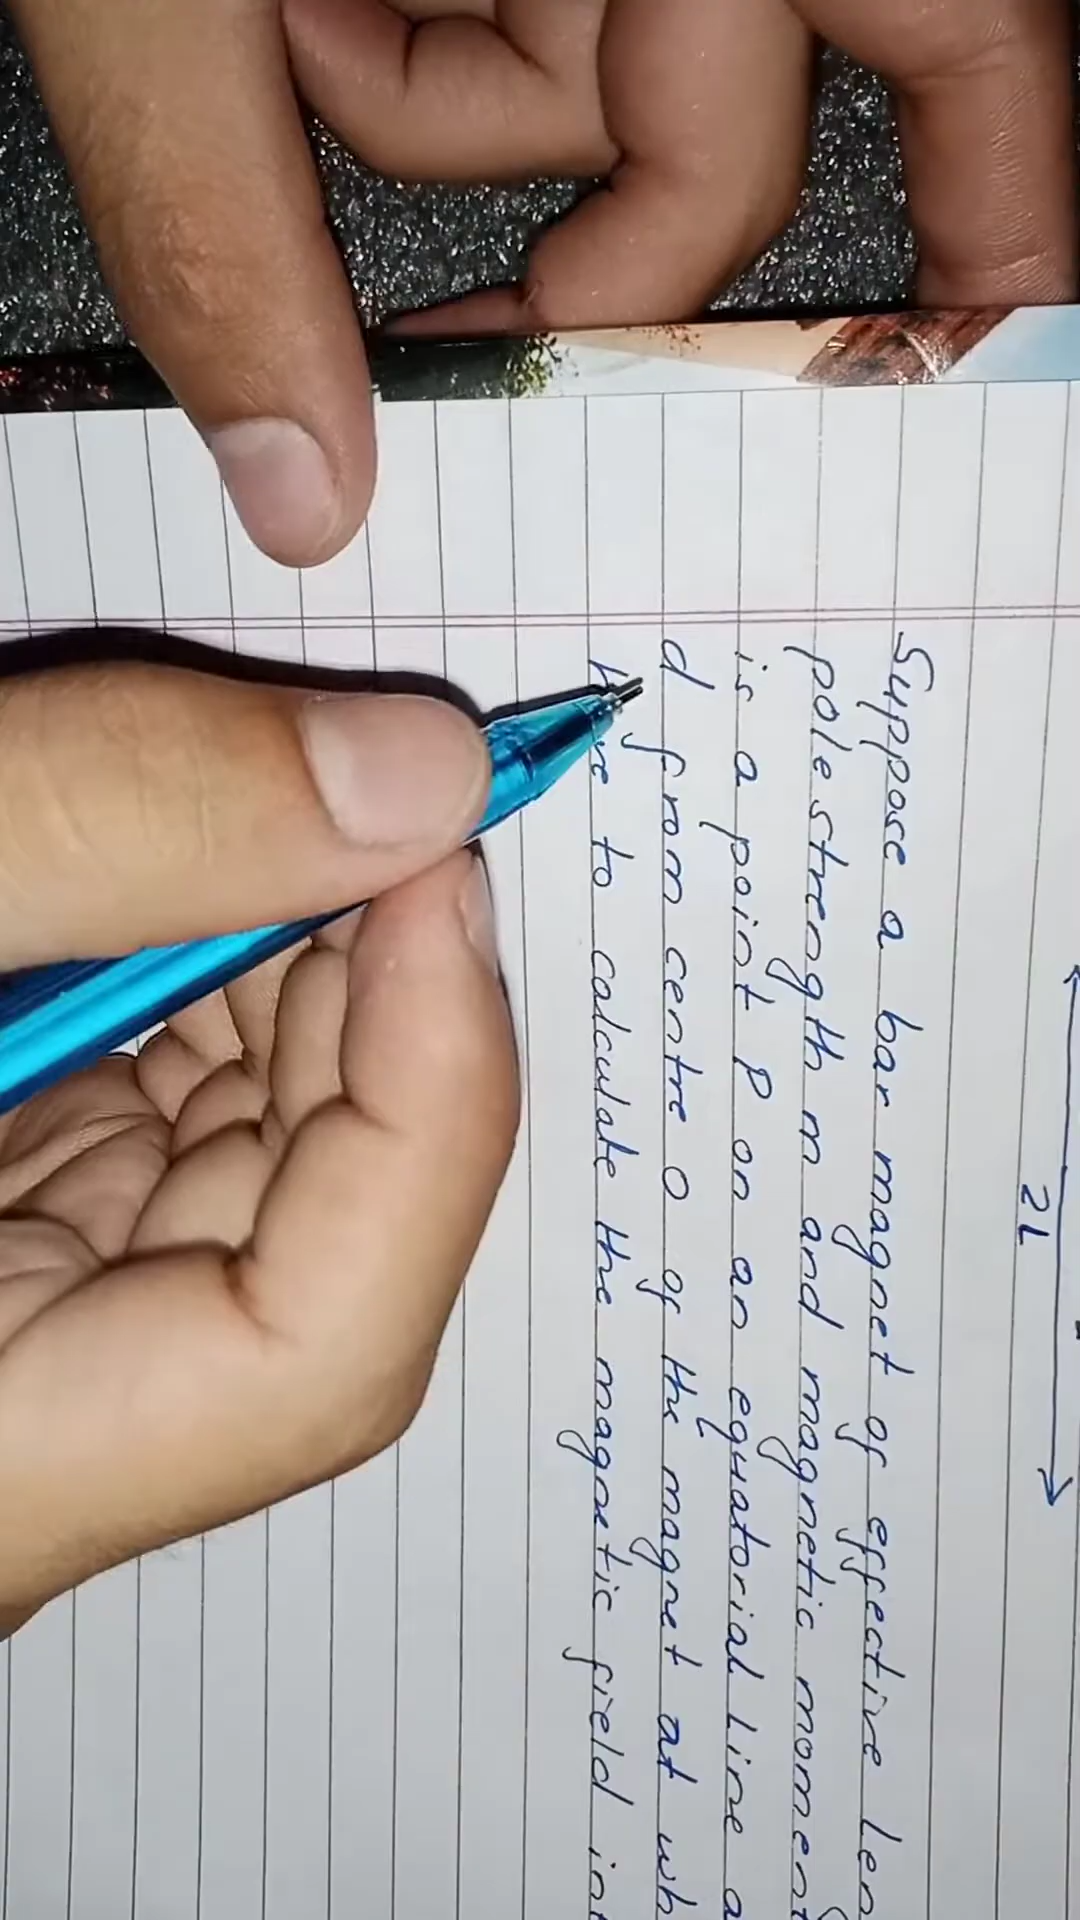 2L
Suppose a bar magnet of effective Len
pole strength m and magnetic moment
is a point P on an equatorial Line a
d from centre O of the magnet at wh
to calculate the magnetic field int